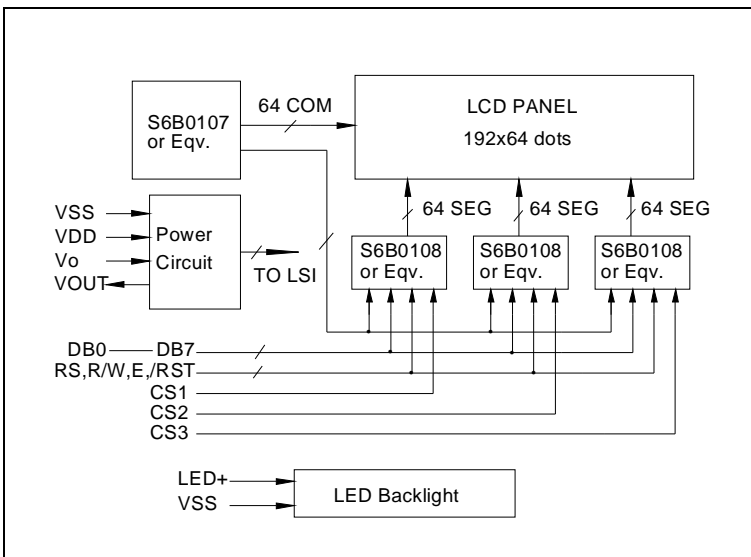 64 COM
S6B0107
or Eqv.
LCD PANEL
192x64 dots
VSS
VDD
Vo
VOUT
Power
Circuit
TO LSI
64 SEG
64 SEG
64 SEG
S6B0108
or Eqv.
S6B0108
or Eqv.
S6B0108
or Eqv.
DB0 DB7
RS,R/W,E,/RST
CS1
CS2
CS3
LED+
VSS
LED Backlight